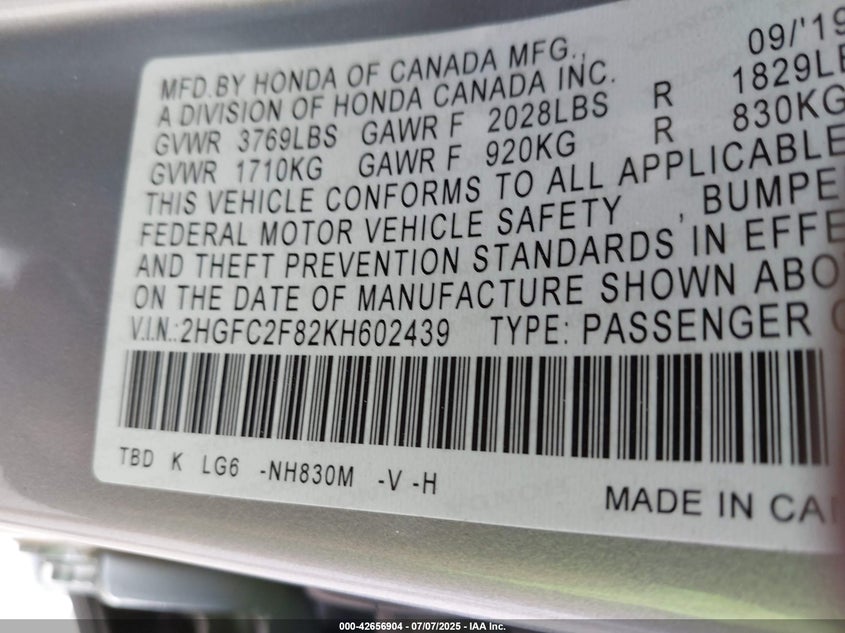 MFD.BY HONDA OF CANADA MFG., 09/'19
A DIVISION OF HONDA CANADA INC.
GVWR 3769LBS GAWR F 2028LBS R 1829LB
GVWR 1710KG GAWR F 920KG R 830KG
THIS VEHICLE CONFORMS TO ALL APPLICABLE
FEDERAL MOTOR VEHICLE SAFETY , BUMPE
AND THEFT PREVENTION STANDARDS IN EFFE
ON THE DATE OF MANUFACTURE SHOWN ABO
V.I.N.:2HGFC2F82KH602439 TYPE: PASSENGER C
TBD K LG6 -NH830M -V -H
MADE IN CAN
000-42656904 / 07/07/2025 - IAA Inc.